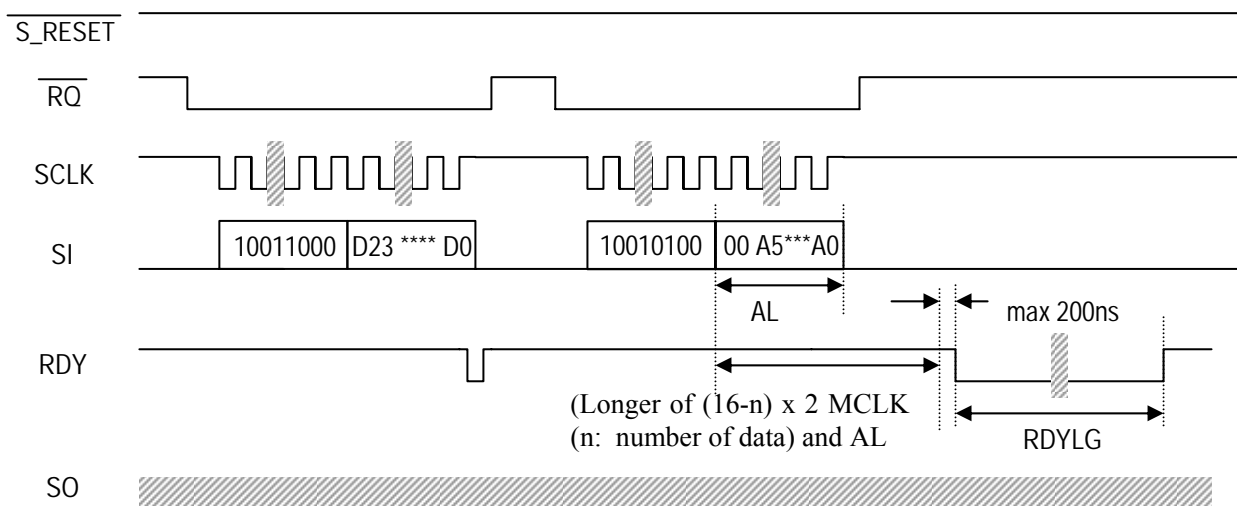 S_RESET
RQ
SCLK
SI
10011000 D23 **** D0 10010100 00 A5***A0
AL
max 200ns
RDY
(Longer of (16-n) x 2 MCLK
(n: number of data) and AL
RDYLG
SO